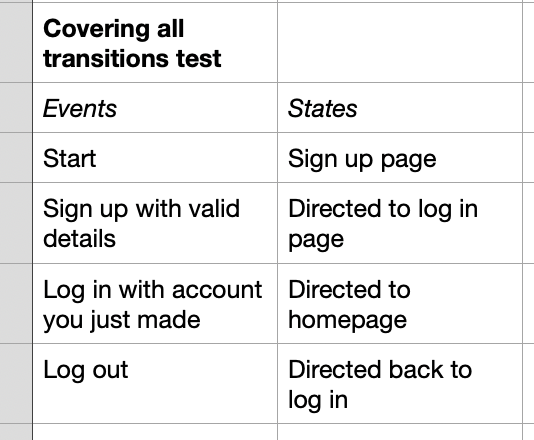 Covering all
transitions test
Events
States
Start
Sign up page
Sign up with valid
details
Directed to log in
page
Log in with account
you just made
Directed to
homepage
Log out
Directed back to
log in